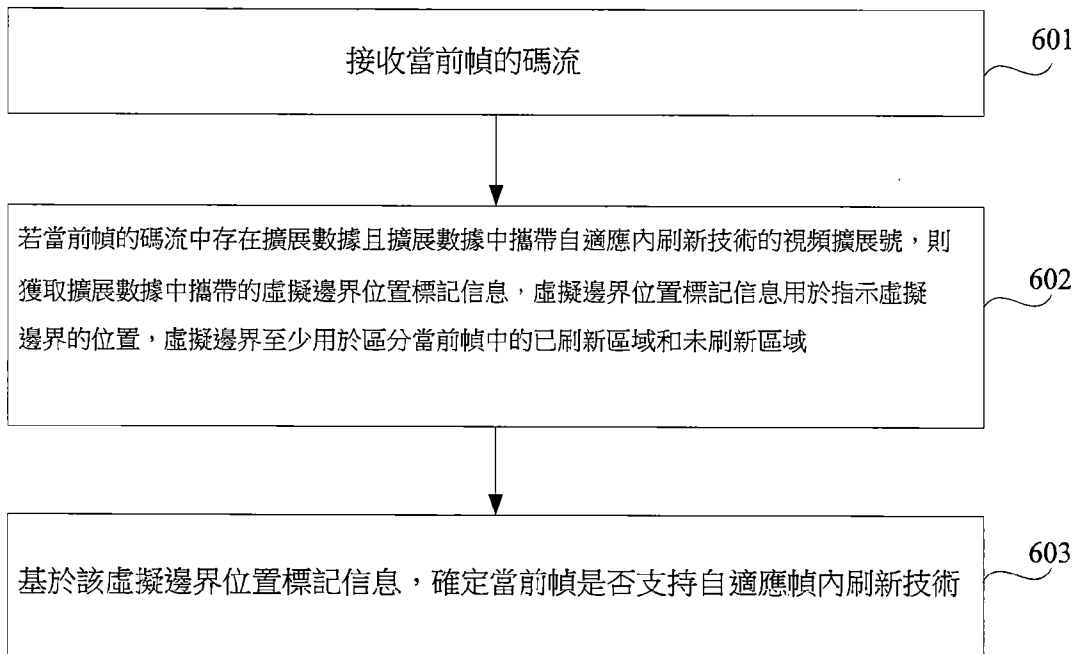 接收當前幀的碼流
601
若當前幀的碼流中存在擴展數據且擴展數據中攜帶自適應內刷新技術的視頻擴展號，則
獲取擴展數據中攜帶的虛擬邊界位置標記信息，虛擬邊界位置標記信息用於指示虛擬
邊界的位置，虛擬邊界至少用於區分當前幀中的已刷新區域和未刷新區域
602
基於該虛擬邊界位置標記信息，確定當前幀是否支持自適應幀內刷新技術
603